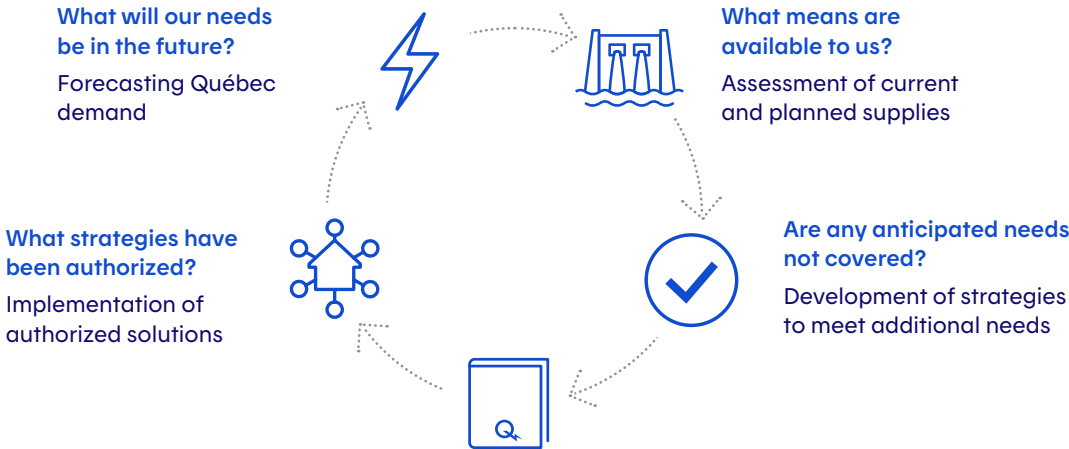 What will our needs
be in the future?
Forecasting Québec
demand
What means are
available to us?
Assessment of current
and planned supplies
Are any anticipated needs
not covered?
Development of strategies
to meet additional needs
What strategies have
been authorized?
Implementation of
authorized solutions